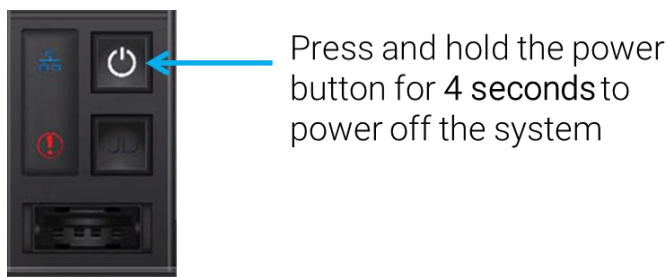 Press and hold the power
button for 4 seconds to
power off the system